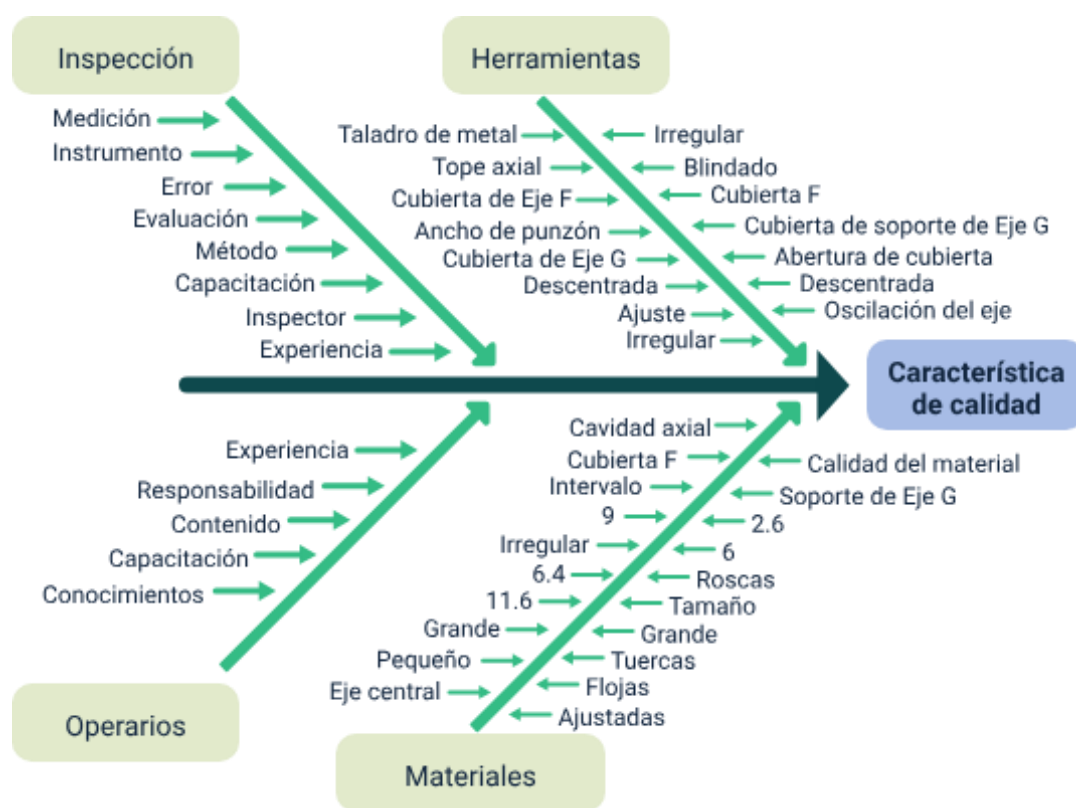 Inspección
Medición
Instrumento
Error
Evaluación
Método
Capacitación
Inspector
Experiencia
Herramientas
Taladro de metal
Tope axial
Cubierta de Eje F
Ancho de punzón
Cubierta de Eje G
Descentrada
Ajuste
Irregular
Irregular
Blindado
Cubierta F
Cubierta de soporte de Eje G
Abertura de cubierta
Descentrada
Oscilación del eje
Característica
de calidad
Experiencia
Responsabilidad
Contenido
Capacitación
Conocimientos
Operarios
Cavidad axial
Cubierta F
Intervalo
9
Irregular
6.4
11.6
Grande
Pequeño
Eje central
Calidad del material
Soporte de Eje G
2.6
6
Roscas
Tamaño
Grande
Tuercas
Flojas
Ajustadas
Materiales